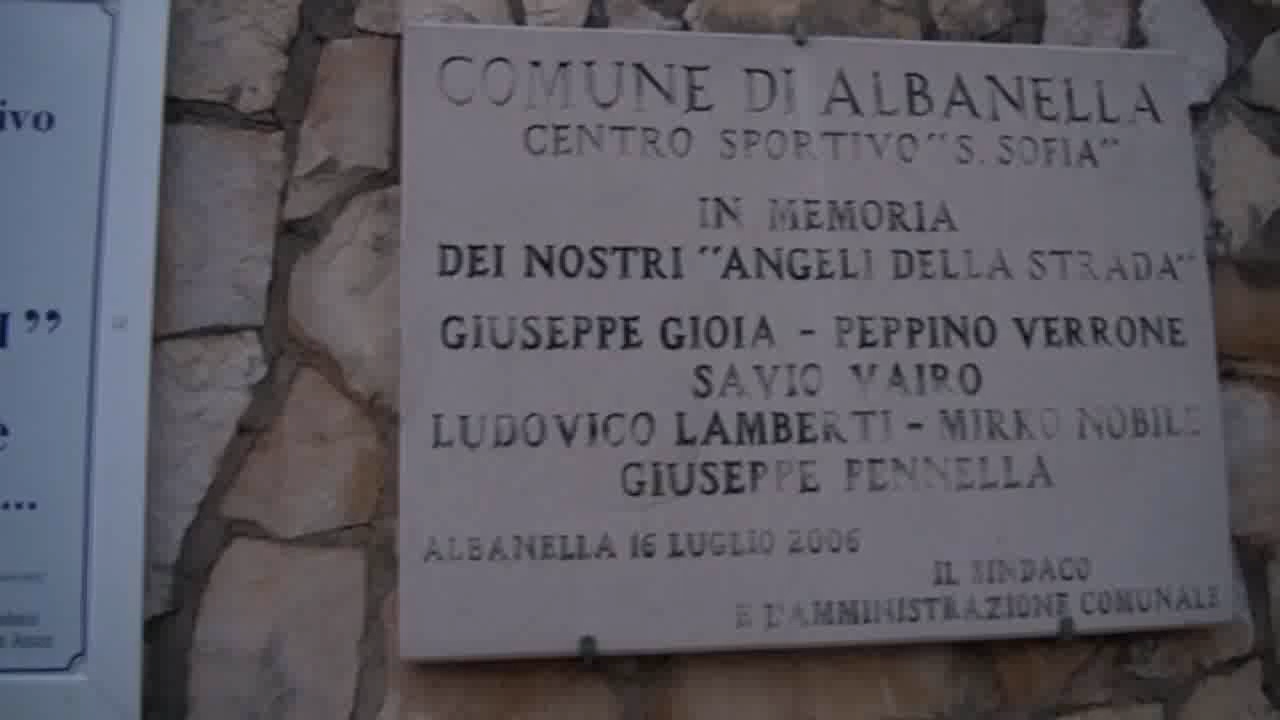 ivo
I”
e
...
COMUNE DI ALBANELLA
CENTRO SPORTIVO "S. SOFIA"
IN MEMORIA
DEI NOSTRI "ANGELI DELLA STRADA"
GIUSEPPE GIOIA - PEPPINO VERRONE
SAVIO VAIRO
LUDOVICO LAMBERTI - MIRKO NOBILE
GIUSEPPE PENNELLA
ALBANELLA 16 LUGLIO 2006
IL SINDACO
E L'AMMINISTRAZIONE COMUNALE